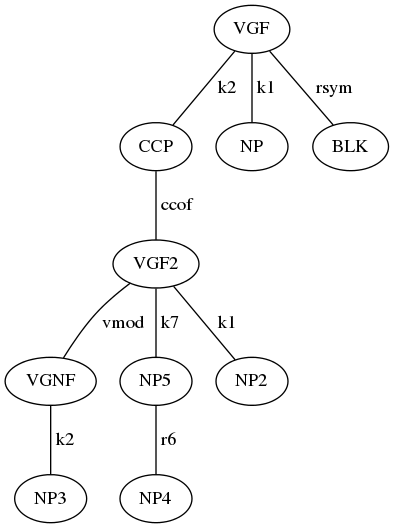 VGF
k2 k1 rsym
CCP NP BLK
ccof
VGF2
vmod k7 k1
VGNF NP5 NP2
k2 r6
NP3 NP4